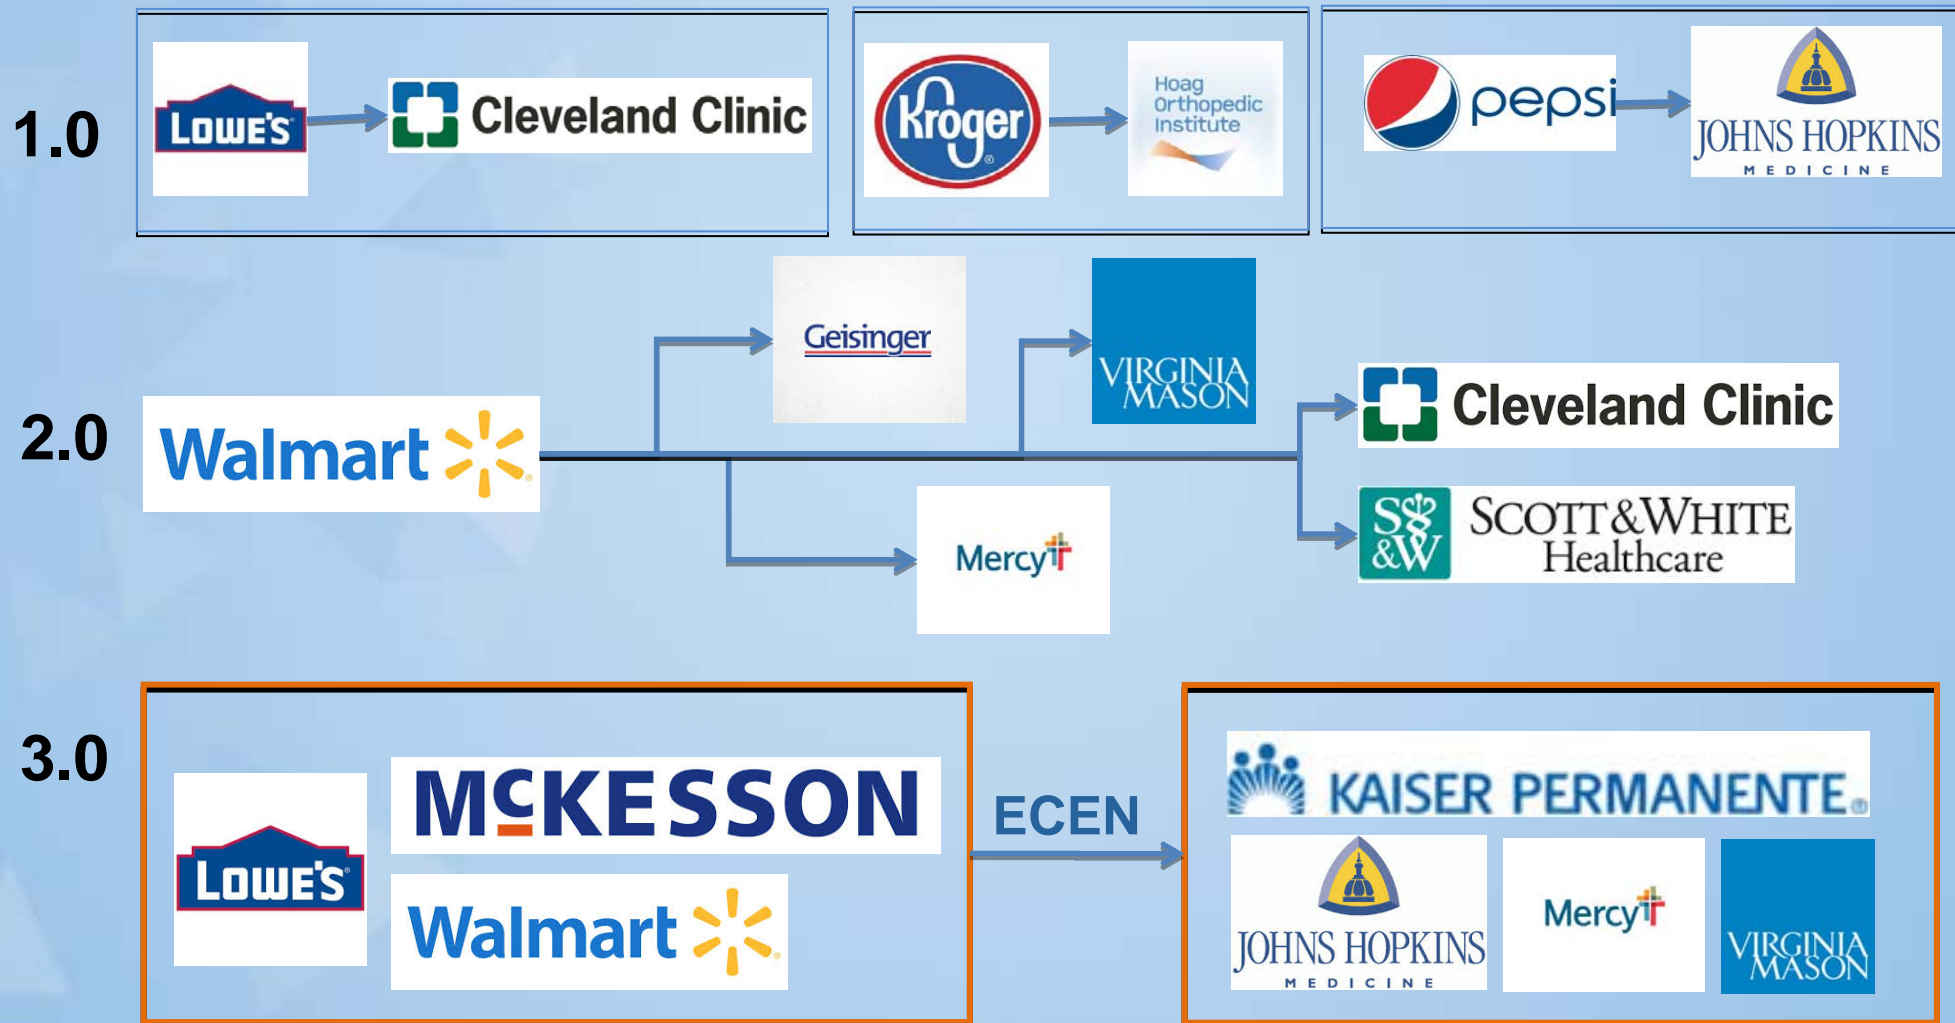 1.0
LOWE'S
Cleveland Clinic
Kroger
Hoag
Orthopedic
Institute
pepsi
JOHNS HOPKINS
MEDICINE
2.0
Walmart
Geisinger
VIRGINIA
MASON
Cleveland Clinic
Mercy
S&W
SCOTT & WHITE
Healthcare
3.0
LOWE'S
MCKESSON
Walmart
ECEN
KAISER PERMANENTE®
JOHNS HOPKINS
MEDICINE
Mercy
VIRGINIA
MASON